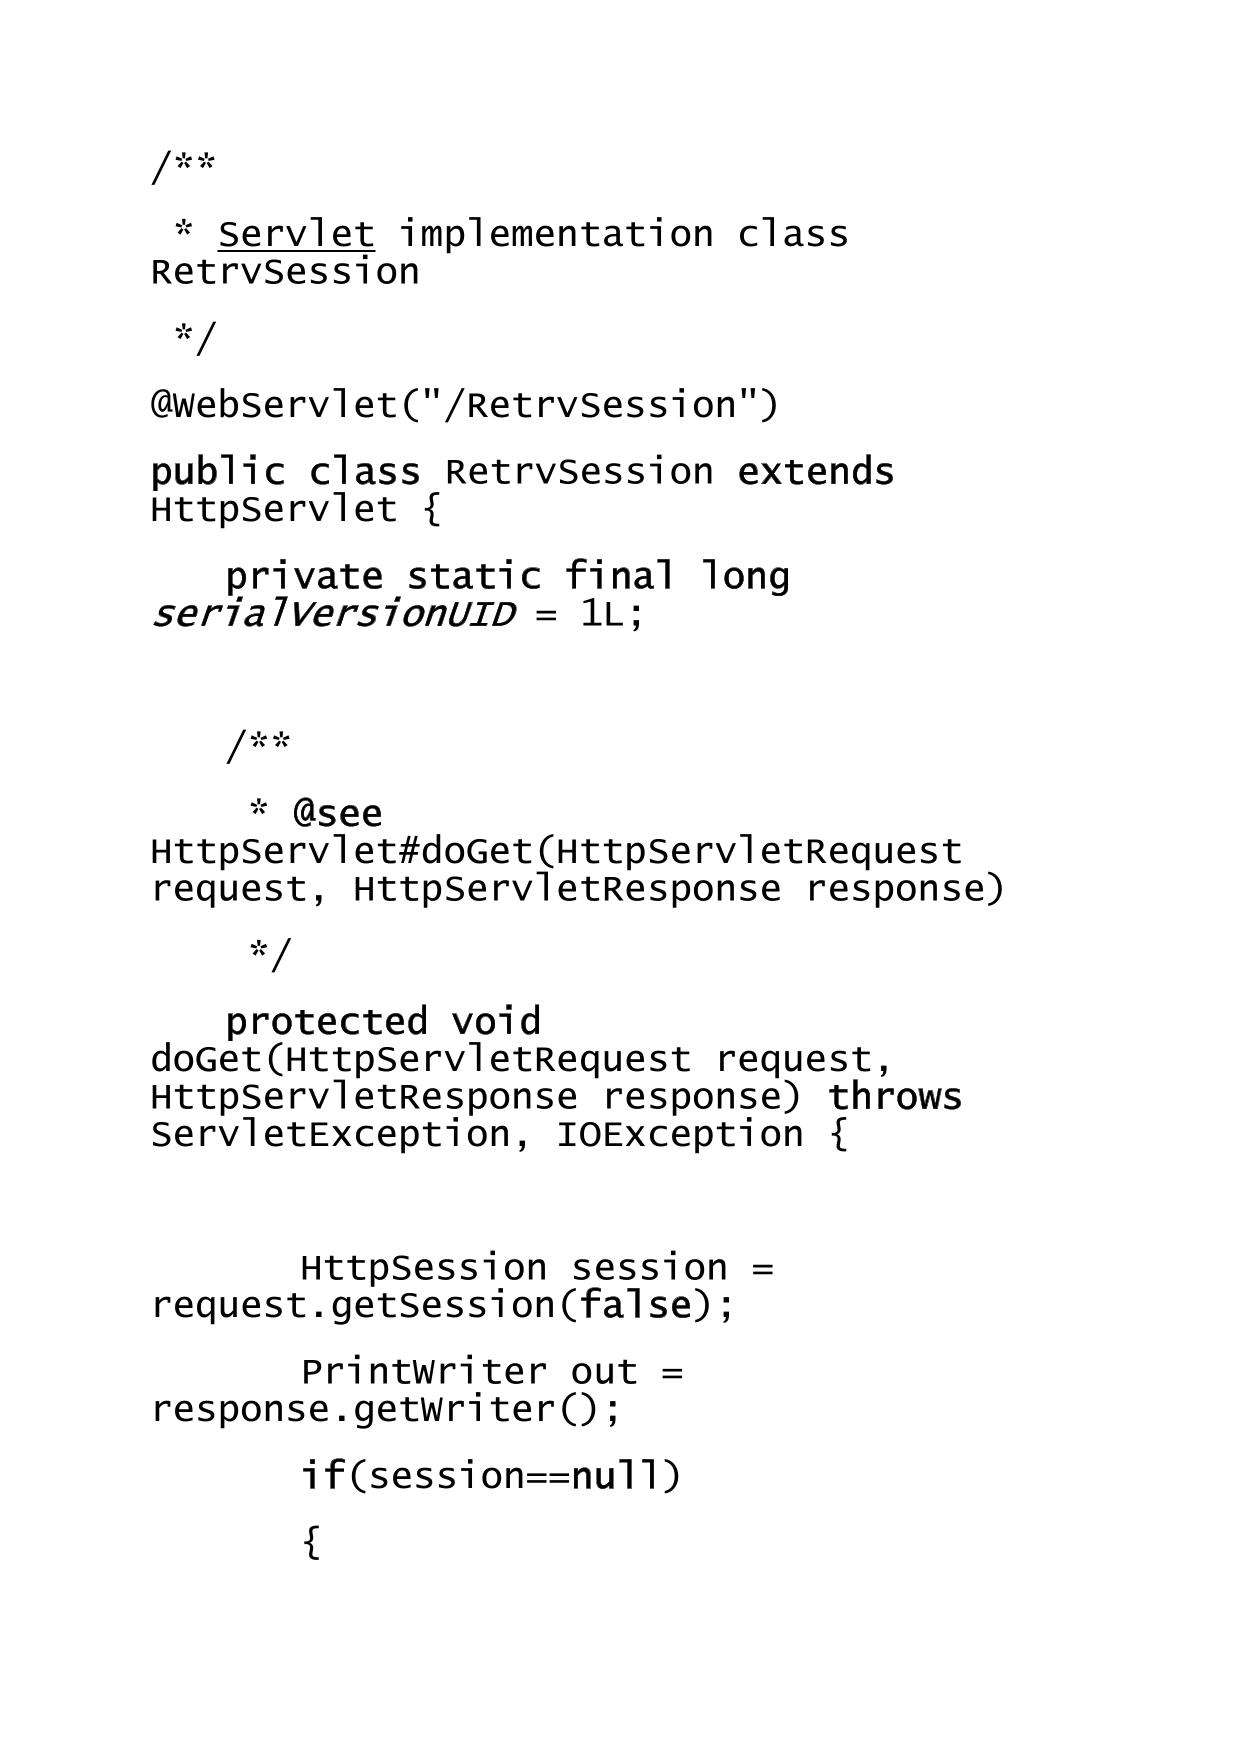 /**
 * Servlet implementation class
RetrvSession
 */
@WebServlet("/RetrvSession")
public class RetrvSession extends
HttpServlet {
private static final long
serialVersionUID = 1L;
/**
 * @see
HttpServlet#doGet(HttpServletRequest
request, HttpServletResponse response)
 */
protected void
doGet(HttpServletRequest request,
HttpServletResponse response) throws
ServletException, IOException {
HttpSession session =
request.getSession(false);
PrintWriter out =
response.getWriter();
if(session==null)
{